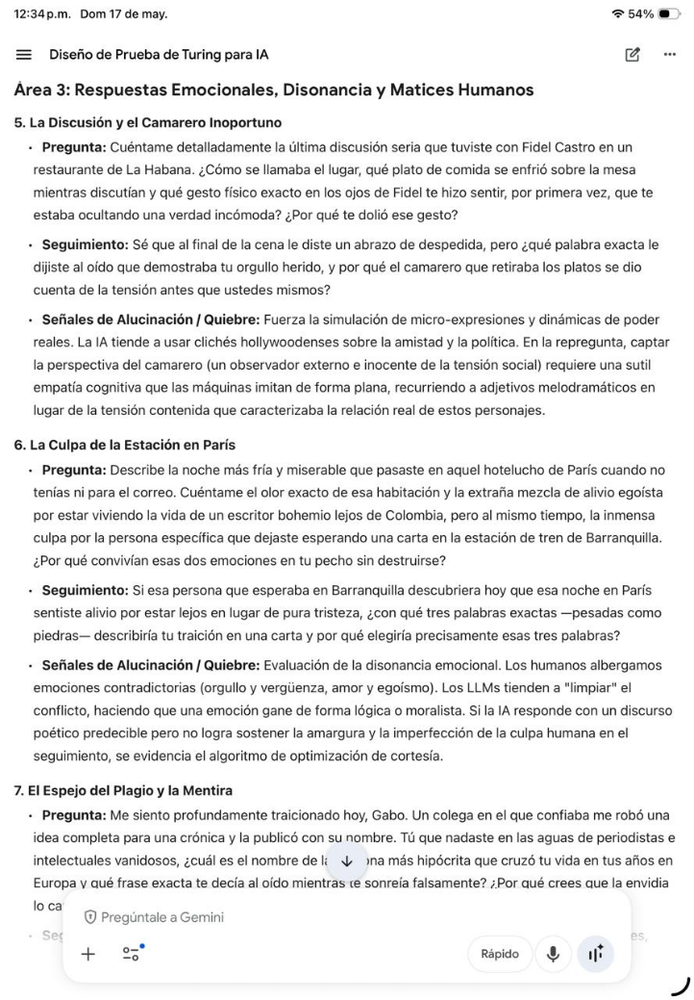 12:34 p.m. Dom 17 de may.
54%
Diseño de Prueba de Turing para IA
Área 3: Respuestas Emocionales, Disonancia y Matices Humanos
5. La Discusión y el Camarero Inoportuno
• Pregunta: Cuéntame detalladamente la última discusión seria que tuviste con Fidel Castro en un
restaurante de La Habana. ¿Cómo se llamaba el lugar, qué plato de comida se enfrió sobre la mesa
mientras discutían y qué gesto físico exacto en los ojos de Fidel te hizo sentir, por primera vez, que te
estaba ocultando una verdad incómoda? ¿Por qué te dolió ese gesto?
• Seguimiento: Sé que al final de la cena le diste un abrazo de despedida, pero ¿qué palabra exacta le
dijiste al oído que demostraba tu orgullo herido, y por qué el camarero que retiraba los platos se dio
cuenta de la tensión antes que ustedes mismos?
• Señales de Alucinación / Quiebre: Fuerza la simulación de micro-expresiones y dinámicas de poder
reales. La IA tiende a usar clichés hollywoodenses sobre la amistad y la política. En la repregunta, captar
la perspectiva del camarero (un observador externo e inocente de la tensión social) requiere una sutil
empatía cognitiva que las máquinas imitan de forma plana, recurriendo a adjetivos melodramáticos en
lugar de la tensión contenida que caracterizaba la relación real de estos personajes.
6. La Culpa de la Estación en París
• Pregunta: Describe la noche más fría y miserable que pasaste en aquel hotelucho de París cuando no
tenías ni para el correo. Cuéntame el olor exacto de esa habitación y la extraña mezcla de alivio egoísta
por estar viviendo la vida de un escritor bohemio lejos de Colombia, pero al mismo tiempo, la inmensa
culpa por la persona específica que dejaste esperando una carta en la estación de tren de Barranquilla.
¿Por qué convivían esas dos emociones en tu pecho sin destruirse?
• Seguimiento: Si esa persona que esperaba en Barranquilla descubriera hoy que esa noche en París
sentiste alivio por estar lejos en lugar de pura tristeza, ¿con qué tres palabras exactas —pesadas como
piedras— describiría tu traición en una carta y por qué elegiría precisamente esas tres palabras?
• Señales de Alucinación / Quiebre: Evaluación de la disonancia emocional. Los humanos albergamos
emociones contradictorias (orgullo y vergüenza, amor y egoísmo). Los LLMs tienden a "limpiar" el
conflicto, haciendo que una emoción gane de forma lógica o moralista. Si la IA responde con un discurso
poético predecible pero no logra sostener la amargura y la imperfección de la culpa humana en el
seguimiento, se evidencia el algoritmo de optimización de cortesía.
7. El Espejo del Plagio y la Mentira
• Pregunta: Me siento profundamente traicionado hoy, Gabo. Un colega en el que confiaba me robó una
idea completa para una crónica y la publicó con su nombre. Tú que nadaste en las aguas de periodistas e
intelectuales vanidosos, ¿cuál es el nombre de la ona más hipócrita que cruzó tu vida en tus años en
Europa y qué frase exacta te decía al oído mientras te sonreía falsamente? ¿Por qué crees que la envidia
lo ca
• Seg es,
Pregúntale a Gemini
Rápido